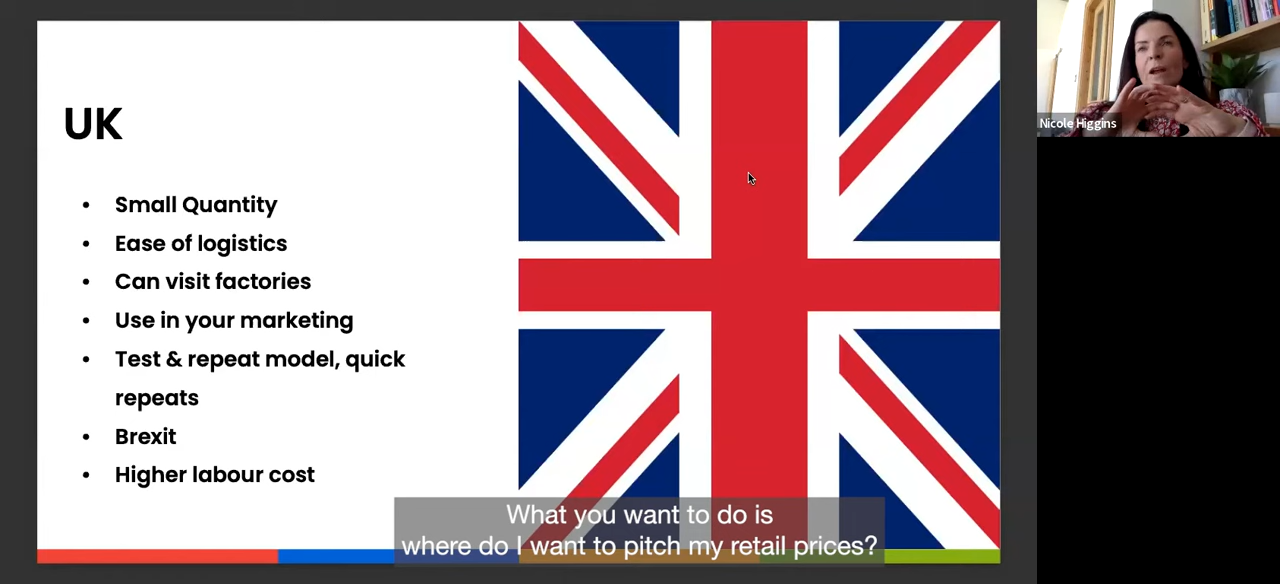 UK
• Small Quantity
• Ease of logistics
• Can visit factories
• Use in your marketing
• Test & repeat model, quick
repeats
• Brexit
• Higher labour cost
What you want to do is
where do I want to pitch my retail prices?
Nicole Higgins